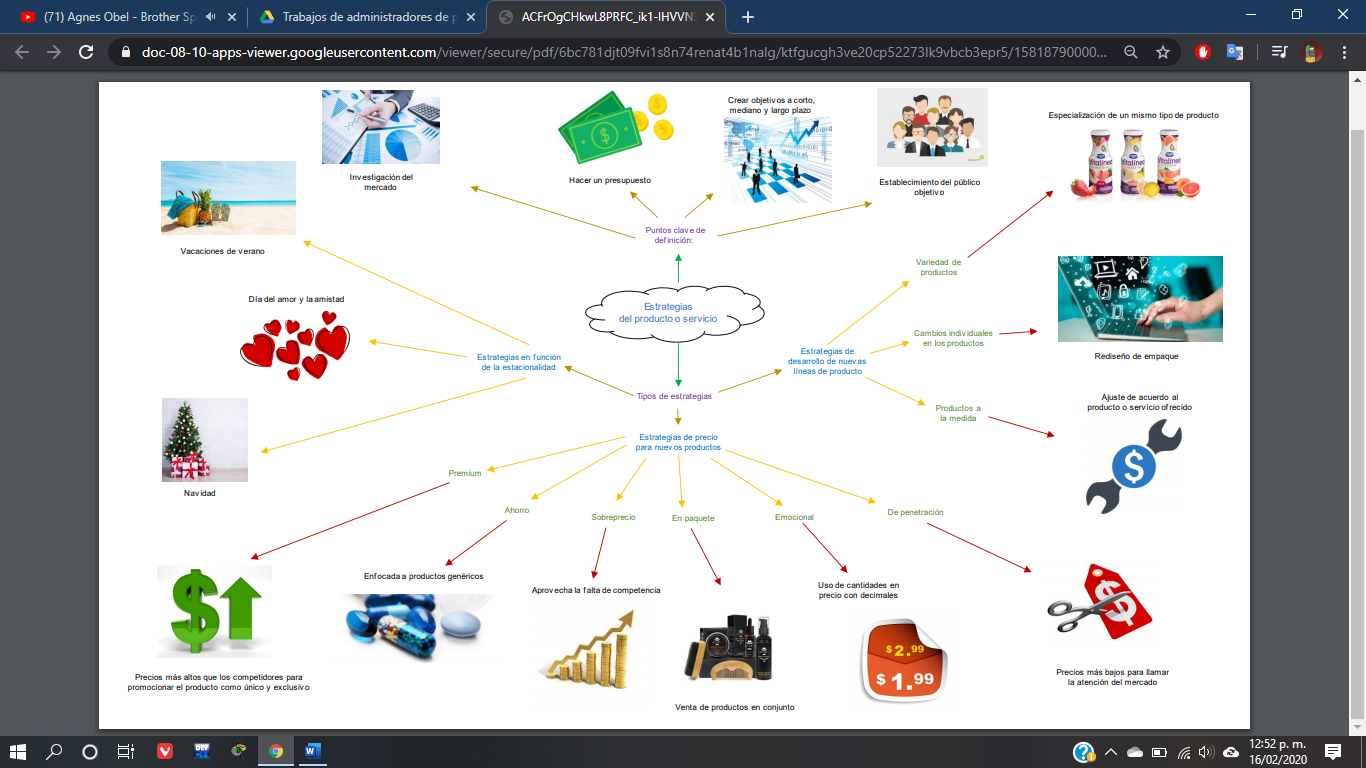 (71) Agnes Obel - Brother Sp
Trabajos de administradores de p
ACFrOgCHkwL8PRFC_ik1-IHVVN
doc-08-10-apps-viewer.googleusercontent.com/viewer/secure/pdf/6bc781djt09fvi1s8n74renat4b1nalg/ktfgucgh3ve20cp52273lk9vbcb3epr5/15818790000...
Crear objetivos a corto,
mediano y largo plazo
Especialización de un mismo tipo de producto
Vitalinea
Vitalinea
Vitalinea
Investigación del
mercado
Hacer un presupuesto
Establecimiento del público
objetivo
Puntos clave de
definición:
Vacaciones de verano
Variedad de
productos
Día del amor y la amistad
Estrategias
del producto o servicio
Cambios individuales
en los productos
Rediseño de empaque
Estrategias en función
de la estacionalidad
Estrategias de
desarrollo de nuevas
líneas de producto
Tipos de estrategias
Productos a
la medida
Ajuste de acuerdo al
producto o servicio ofrecido
Estrategias de precio
para nuevos productos
Navidad
Premium
Ahorro
Sobreprecio
En paquete
Emocional
De penetración
Enfocada a productos genéricos
Aprovecha la falta de competencia
Uso de cantidades en
precio con decimales
$2.99
$1.99
Precios más altos que los competidores para
promocionar el producto como único y exclusivo
Venta de productos en conjunto
Precios más bajos para llamar
la atención del mercado
12:52 p. m.
16/02/2020